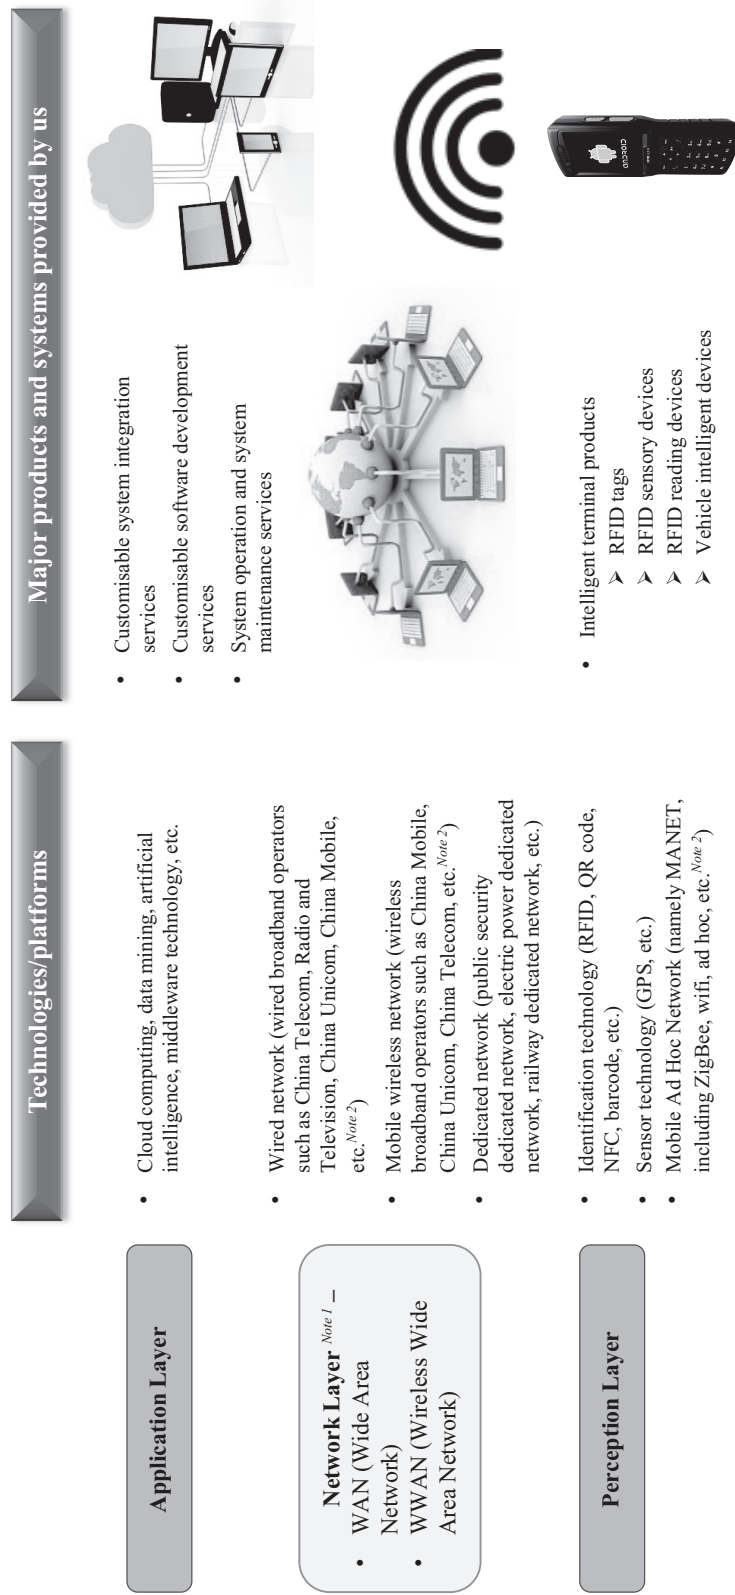 Technologies/platforms
Major products and systems provided by us
Application Layer
• Cloud computing, data mining, artificial
intelligence, middleware technology, etc.
• Customisable system integration
services
• Customisable software development
services
• System operation and system
maintenance services
Network Layer Note 1 –
• WAN (Wide Area
Network)
• WWAN (Wireless Wide
Area Network)
• Wired network (wired broadband operators
such as China Telecom, Radio and
Television, China Unicom, China Mobile,
etc.Note 2)
• Mobile wireless network (wireless
broadband operators such as China Mobile,
China Unicom, China Telecom, etc.Note 2)
• Dedicated network (public security
dedicated network, electric power dedicated
network, railway dedicated network, etc.)
Perception Layer
• Identification technology (RFID, QR code,
NFC, barcode, etc.)
• Sensor technology (GPS, etc.)
• Mobile Ad Hoc Network (namely MANET,
including ZigBee, wifi, ad hoc, etc.Note 2)
• Intelligent terminal products
➢ RFID tags
➢ RFID sensory devices
➢ RFID reading devices
➢ Vehicle intelligent devices